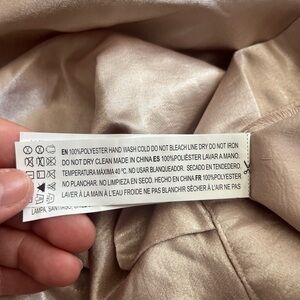 EN 100%POLYESTER HAND WASH COLD DO NOT BLEACH LINE DRY DO NOT IRON
DO NOT DRY CLEAN MADE IN CHINA ES 100%POLIÉSTER LAVAR A MANO.
TEMPERATURA MÁXIMA 40 ºC. NO USAR BLANQUEADOR. SECADO EN TENDEDERO.
NO PLANCHAR. NO LIMPIEZA EN SECO. HECHO EN CHINA FR 100%POLYESTER
LAVER À LA MAIN À L'EAU FROIDE NE PAS BLANCHIR SÉCHER À L'AIR NE PAS
LAMPA, SANTIAGO,